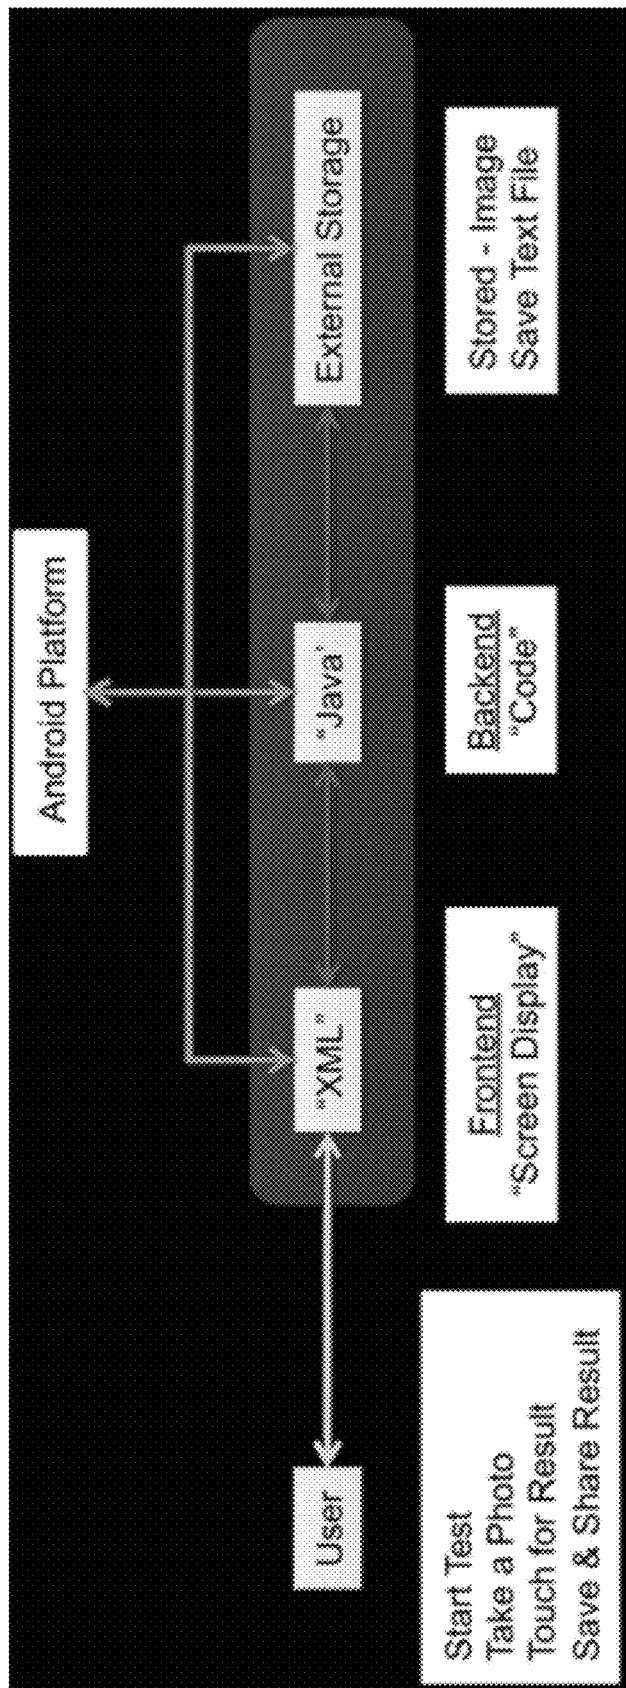 Android Platform
User
“XML”
“Java’
External Storage
Start Test
Take a Photo
Touch for Result
Save & Share Result
Frontend
“Screen Display”
Backend
“Code”
Stored - Image
Save Text File